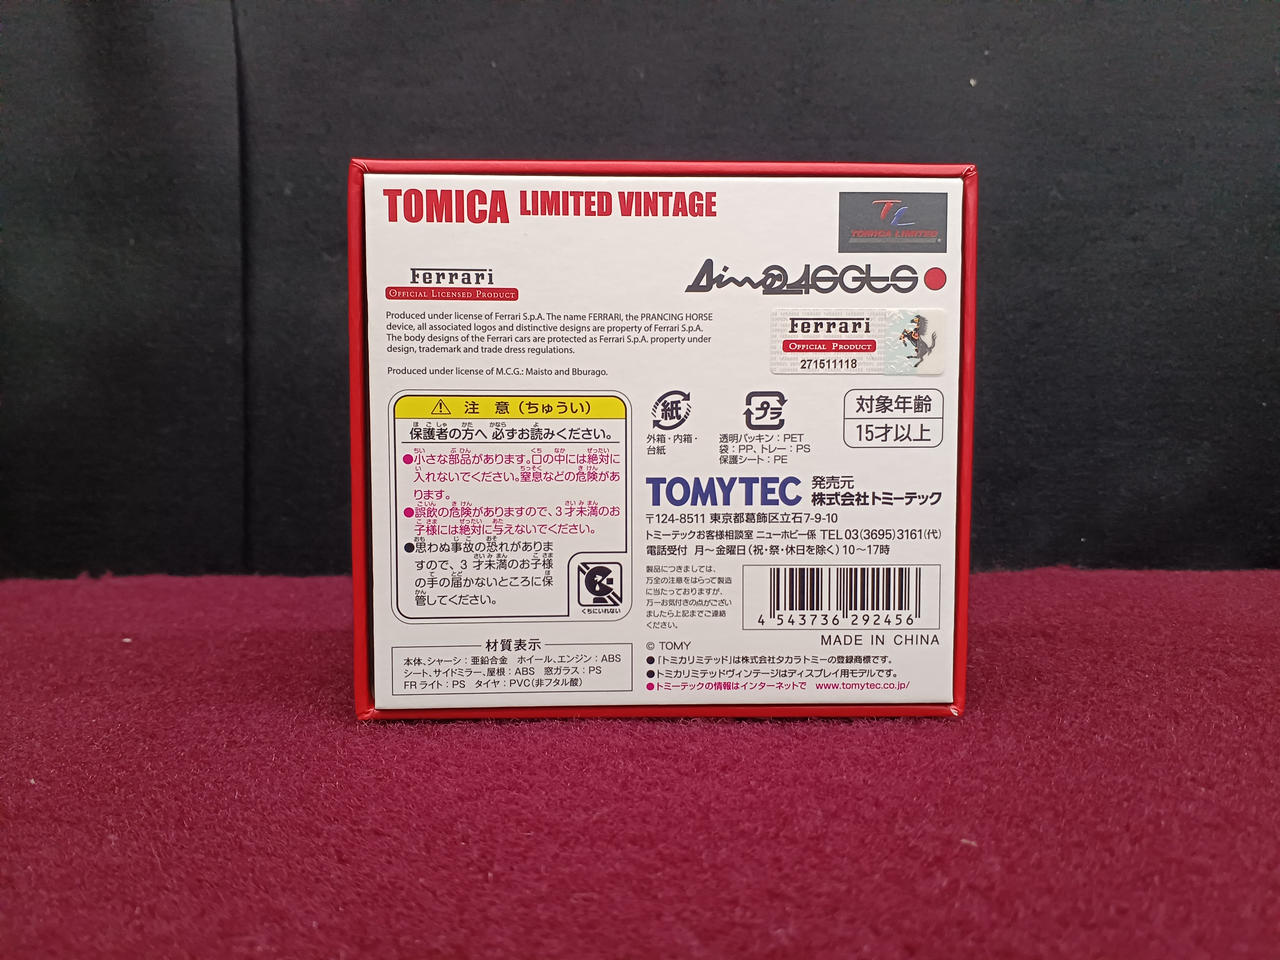 TOMICA LIMITED VINTAGE
TL
TOMICA LIMITED
Ferrari
OFFICIAL LICENSED PRODUCT
Dino 246GTS
Produced under license of Ferrari S.p.A. The name FERRARI, the PRANCING HORSE
device, all associated logos and distinctive designs are property of Ferrari S.p.A.
The body designs of the Ferrari cars are protected as Ferrari S.p.A. property under
design, trademark and trade dress regulations.
Produced under license of M.C.G.: Maisto and Bburago.
Ferrari
OFFICIAL PRODUCT
271511118
注 意 (ちゅうい)
保護者の方へ 必ずお読みください。
●小さな部品があります。口の中には絶対に
入れないでください。窒息などの危険があ
ります。
●誤飲の危険がありますので、3才未満のお
子様には絶対に与えないでください。
●思わぬ事故の恐れがありま
すので、3才未満のお子様
の手の届かないところに保
管してください。
くちにいれない
材質表示
本体、シャーシ:亜鉛合金 ホイール、エンジン:ABS
シート、サイドミラー、屋根:ABS 窓ガラス:PS
FRライト:PS タイヤ:PVC(非フタル酸)
紙
外箱・内箱・
台紙
プラ
透明パッキン:PET
袋:PP、トレー:PS
保護シート:PE
対象年齢
15才以上
TOMYTEC 発売元
株式会社トミーテック
〒124-8511 東京都葛飾区立石7-9-10
トミーテックお客様相談室 ニューホビー係 TEL 03(3695)3161(代)
電話受付 月〜金曜日(祝・祭・休日を除く)10〜17時
製品につきましては、
万全の注意をはらって製造
に当たっておりますが、
万一お気付きの点がござい
ましたら上記までご連絡
ください。
4 543736 292456
MADE IN CHINA
© TOMY
●「トミカリミテッド」は株式会社タカラトミーの登録商標です。
●トミカリミテッドヴィンテージはディスプレイ用モデルです。
●トミーテックの情報はインターネットで www.tomytec.co.jp/